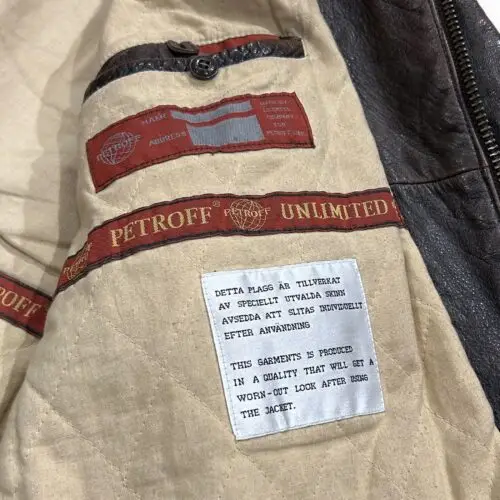 NAME
ADDRESS
PETROFF
PETROFF® PETROFF UNLIMITED
DETTA PLAGG ÄR TILLVERKAT
AV SPECIELLT UTVALDA SKINN
AVSEDDA ATT SLITAS INDIVIDUELLT
EFTER ANVÄNDNING
THIS GARMENTS IS PRODUCED
IN A QUALITY THAT WILL GET A
WORN-OUT LOOK AFTER USING
THE JACKET.